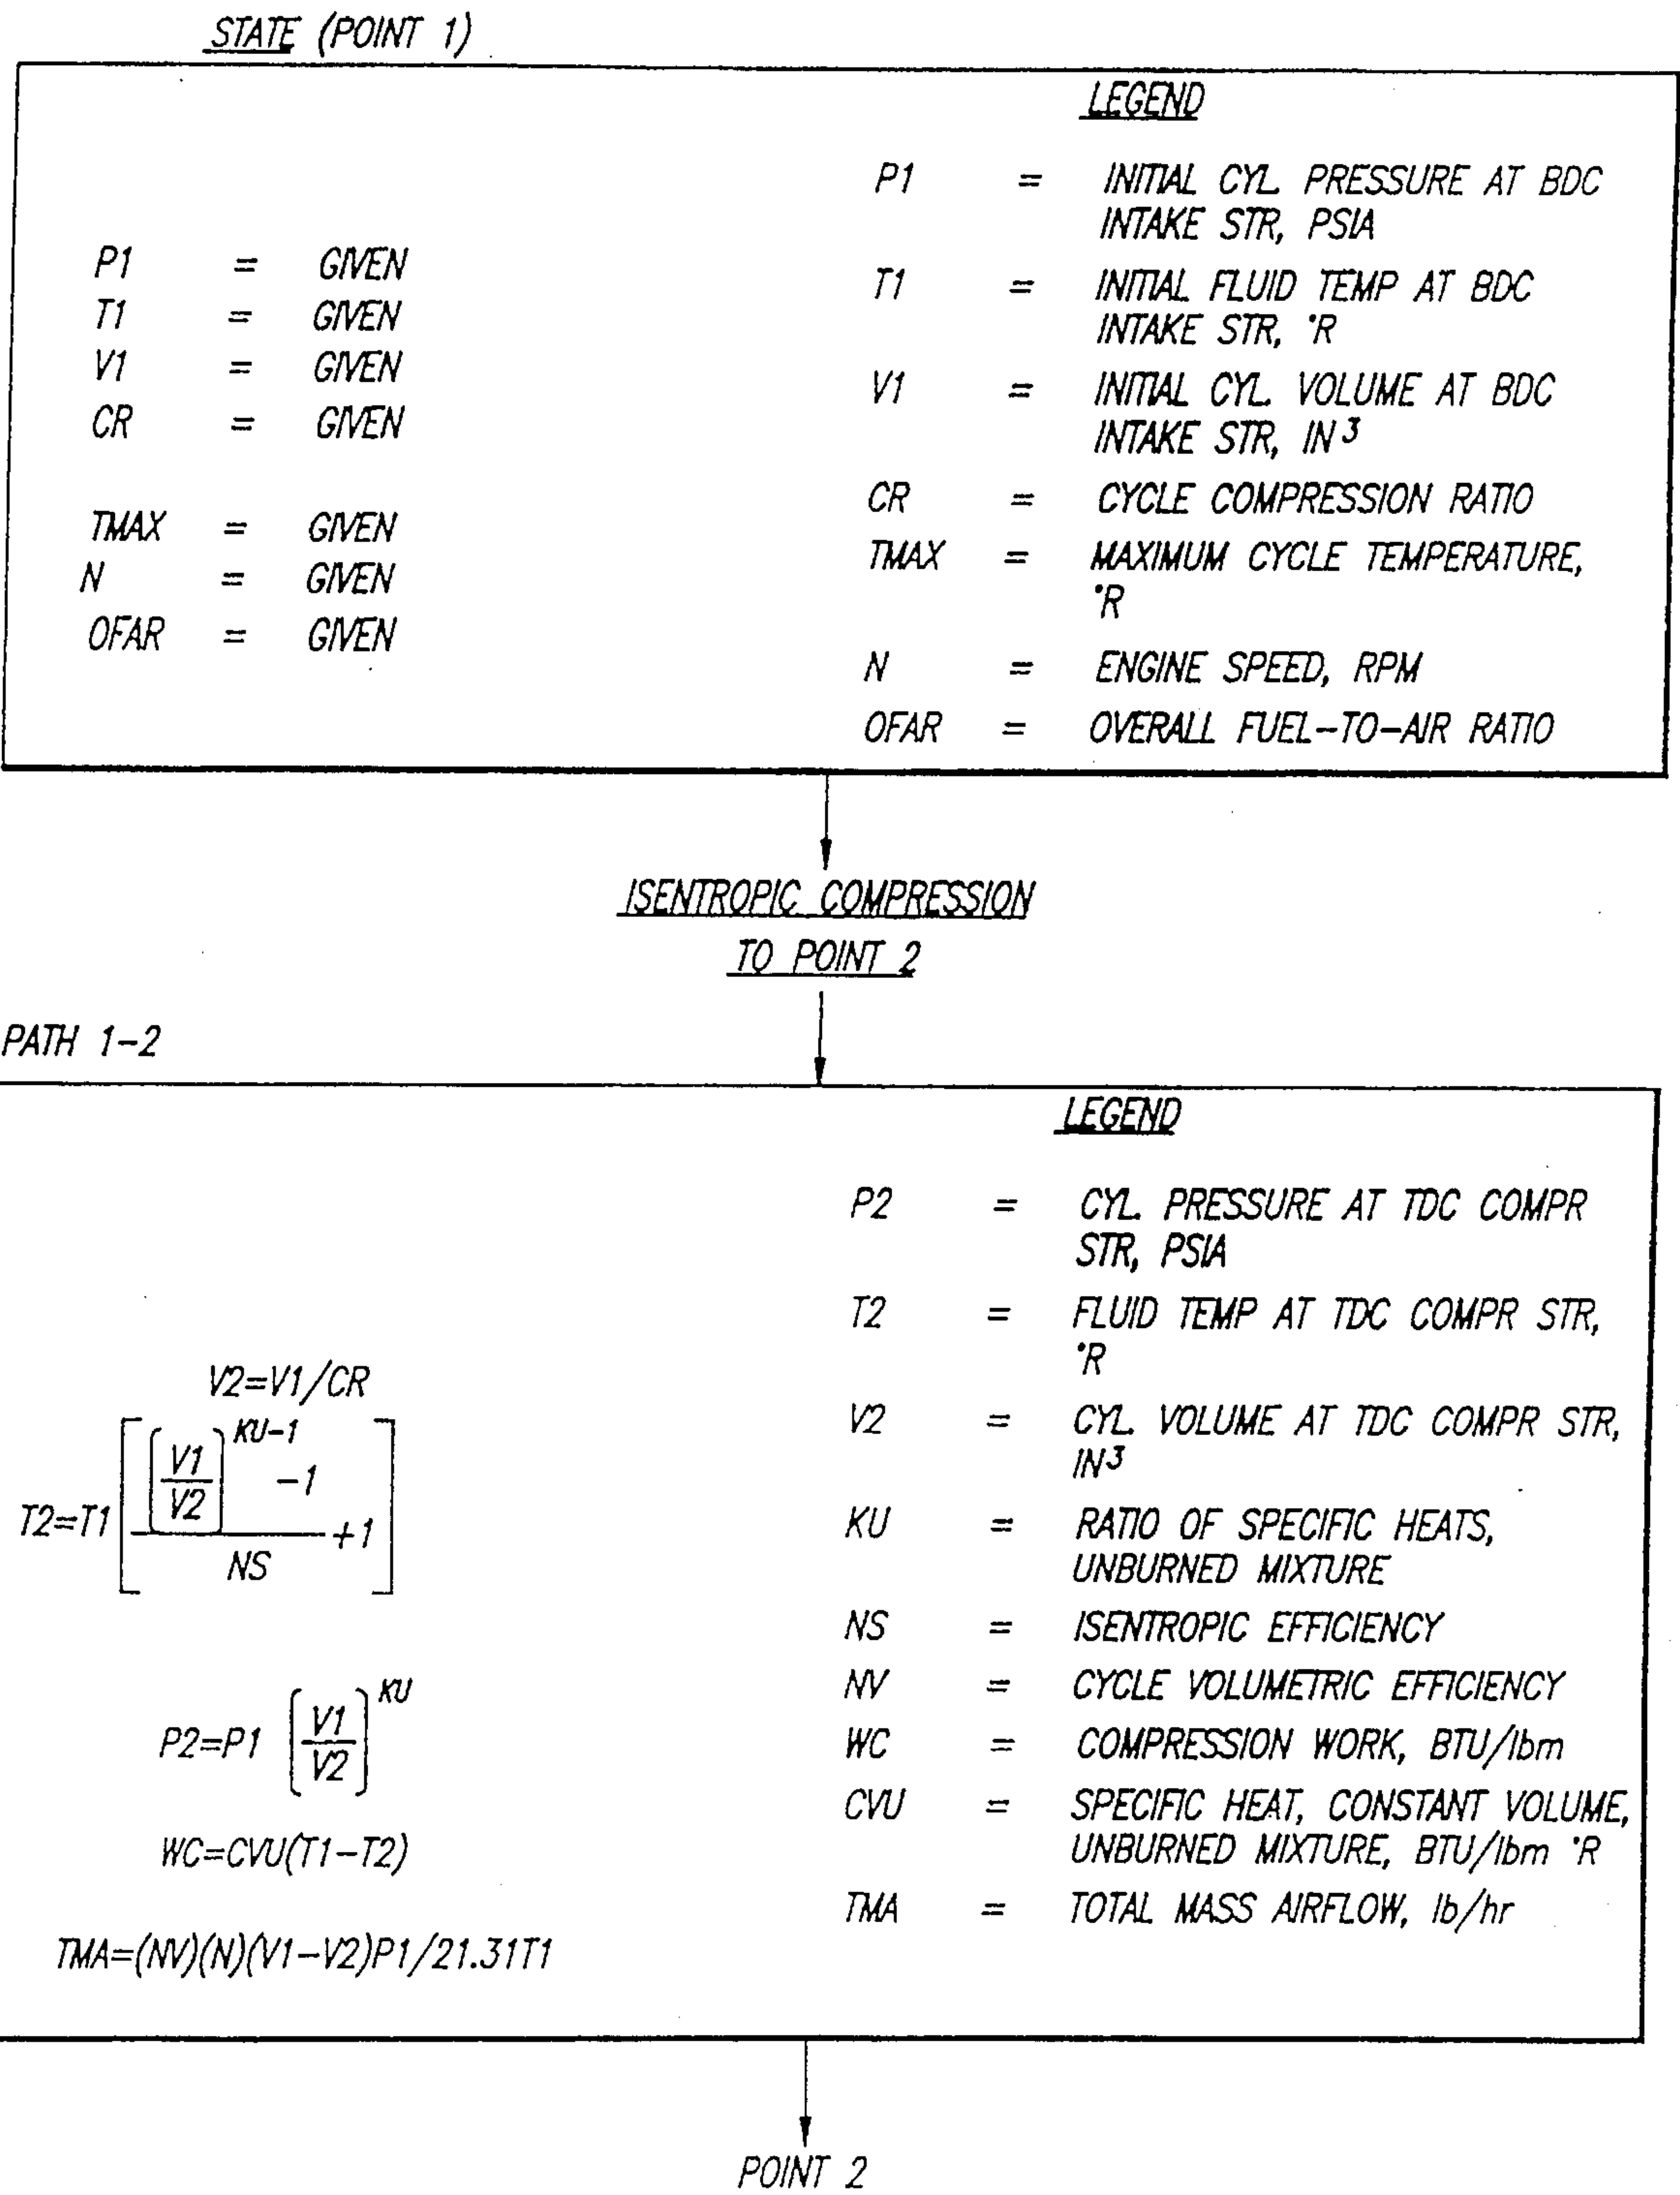 STATE (POINT 1)
P1 = GIVEN
T1 = GIVEN
V1 = GIVEN
CR = GIVEN
TMAX = GIVEN
N = GIVEN
OFAR = GIVEN
LEGEND
P1 = INITIAL CYL. PRESSURE AT BDC
INTAKE STR, PSIA
T1 = INITIAL FLUID TEMP AT BDC
INTAKE STR, °R
V1 = INITIAL CYL. VOLUME AT BDC
INTAKE STR, IN³
CR = CYCLE COMPRESSION RATIO
TMAX = MAXIMUM CYCLE TEMPERATURE,
°R
N = ENGINE SPEED, RPM
OFAR = OVERALL FUEL-TO-AIR RATIO
ISENTROPIC COMPRESSION
TO POINT 2
PATH 1-2
V2=V1/CR
T2=T1[((V1/V2)^(KU-1) -1)/NS +1]
P2=P1 (V1/V2)^KU
WC=CVU(T1-T2)
TMA=(NV)(N)(V1-V2)P1/21.31T1
LEGEND
P2 = CYL. PRESSURE AT TDC COMPR
STR, PSIA
T2 = FLUID TEMP AT TDC COMPR STR,
°R
V2 = CYL. VOLUME AT TDC COMPR STR,
IN³
KU = RATIO OF SPECIFIC HEATS,
UNBURNED MIXTURE
NS = ISENTROPIC EFFICIENCY
NV = CYCLE VOLUMETRIC EFFICIENCY
WC = COMPRESSION WORK, BTU/lbm
CVU = SPECIFIC HEAT, CONSTANT VOLUME,
UNBURNED MIXTURE, BTU/lbm °R
TMA = TOTAL MASS AIRFLOW, lb/hr
POINT 2